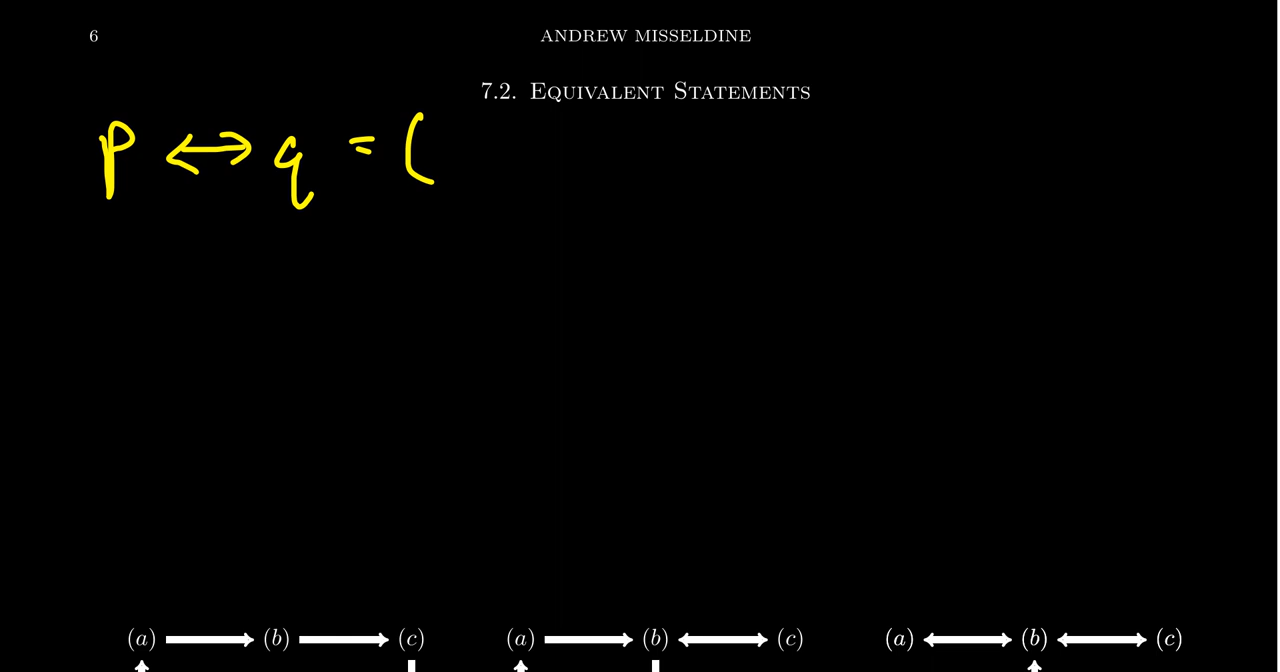 6 ANDREW MISSELDINE
7.2. EQUIVALENT STATEMENTS
p ↔ q = (
(a) (b) (c) (a) (b) (c) (a) (b) (c)